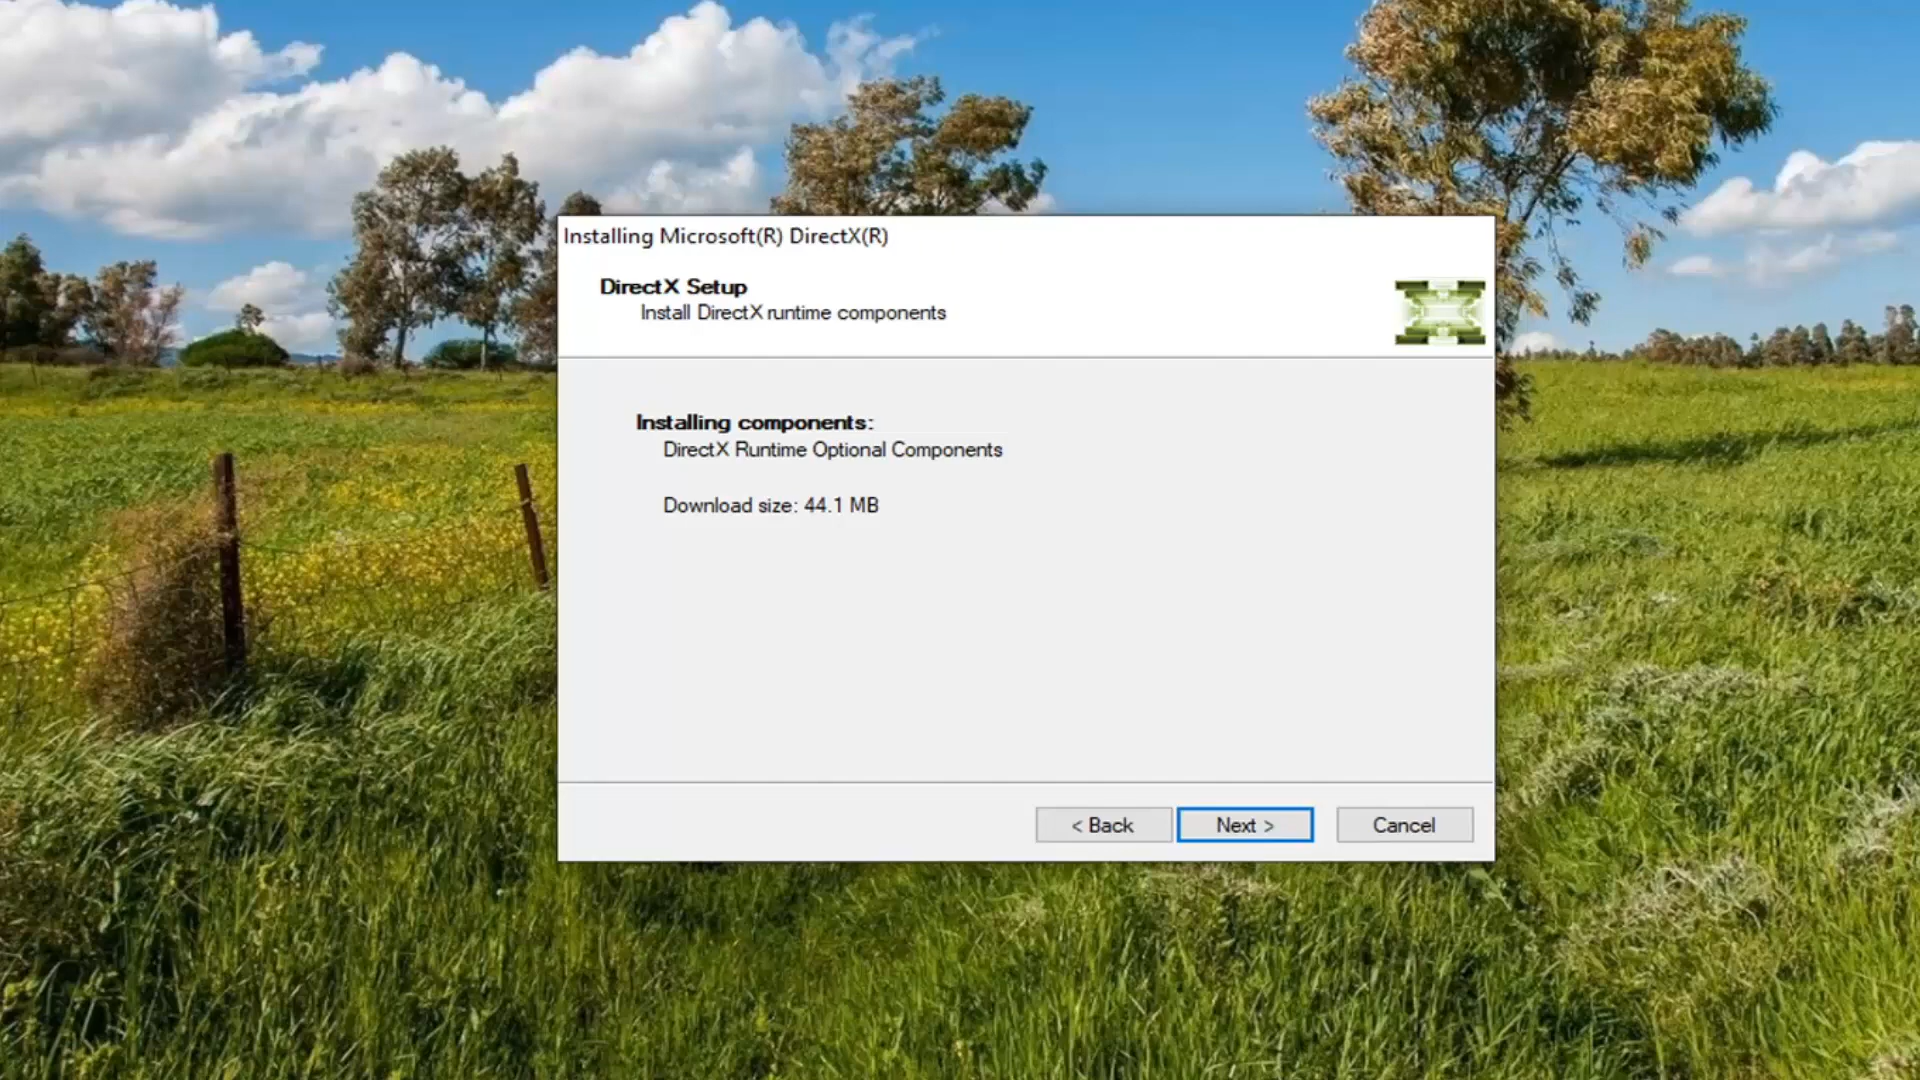 Installing Microsoft(R) DirectX(R)
DirectX Setup
Install DirectX runtime components
Installing components:
DirectX Runtime Optional Components
Download size: 44.1 MB
< Back
Next >
Cancel